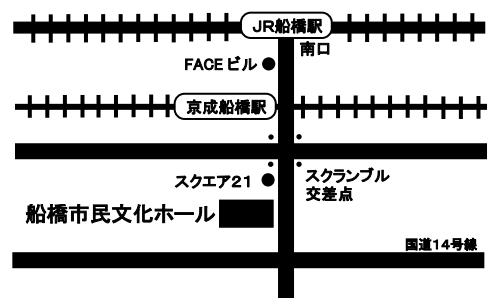 JR船橋駅
南口
FACEビル
京成船橋駅
スクランブル
交差点
スクエア21
船橋市民文化ホール
国道14号線